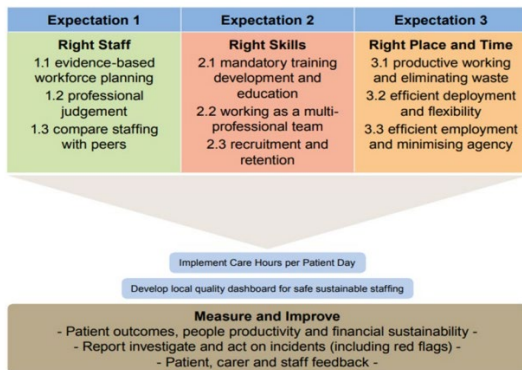 Expectation 1
Expectation 2
Expectation 3
Right Staff
1.1 evidence-based
workforce planning
1.2 professional
judgement
1.3 compare staffing
with peers
Right Skills
2.1 mandatory training
development and
education
2.2 working as a multi-
professional team
2.3 recruitment and
retention
Right Place and Time
3.1 productive working
and eliminating waste
3.2 efficient deployment
and flexibility
3.3 efficient employment
and minimising agency
Implement Care Hours per Patient Day
Develop local quality dashboard for safe sustainable staffing
Measure and Improve
- Patient outcomes, people productivity and financial sustainability -
- Report investigate and act on incidents (including red flags) -
- Patient, carer and staff feedback -